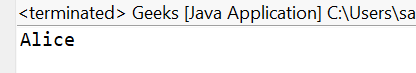 <terminated> Geeks [Java Application] C:\Users\sa
Alice